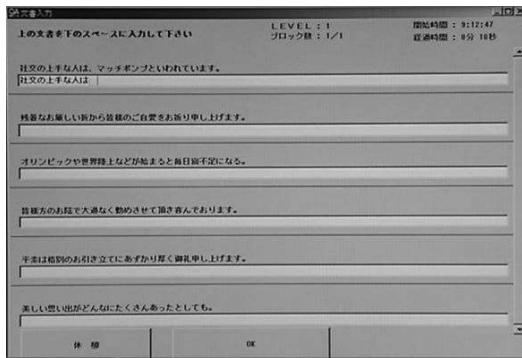 文書入力
上の文書を下のスペースに入力して下さい
LEVEL : 1
ブロック数 : 1/1
開始時間 : 9:12:47
経過時間 : 0分 10秒
社交の上手な人は、マッチポンプといわれています。
社交の上手な人は
残暑なお厳しい折から皆様のご自愛をお祈り申し上げます。
オリンピックや世界陸上などが始まると毎日寝不足になる。
皆様方のお陰で大過なく勤めさせて頂き喜んでおります。
平素は格別のお引き立てにあずかり厚く御礼申し上げます。
美しい思い出がどんなにたくさんあったとしても。
休憩
OK